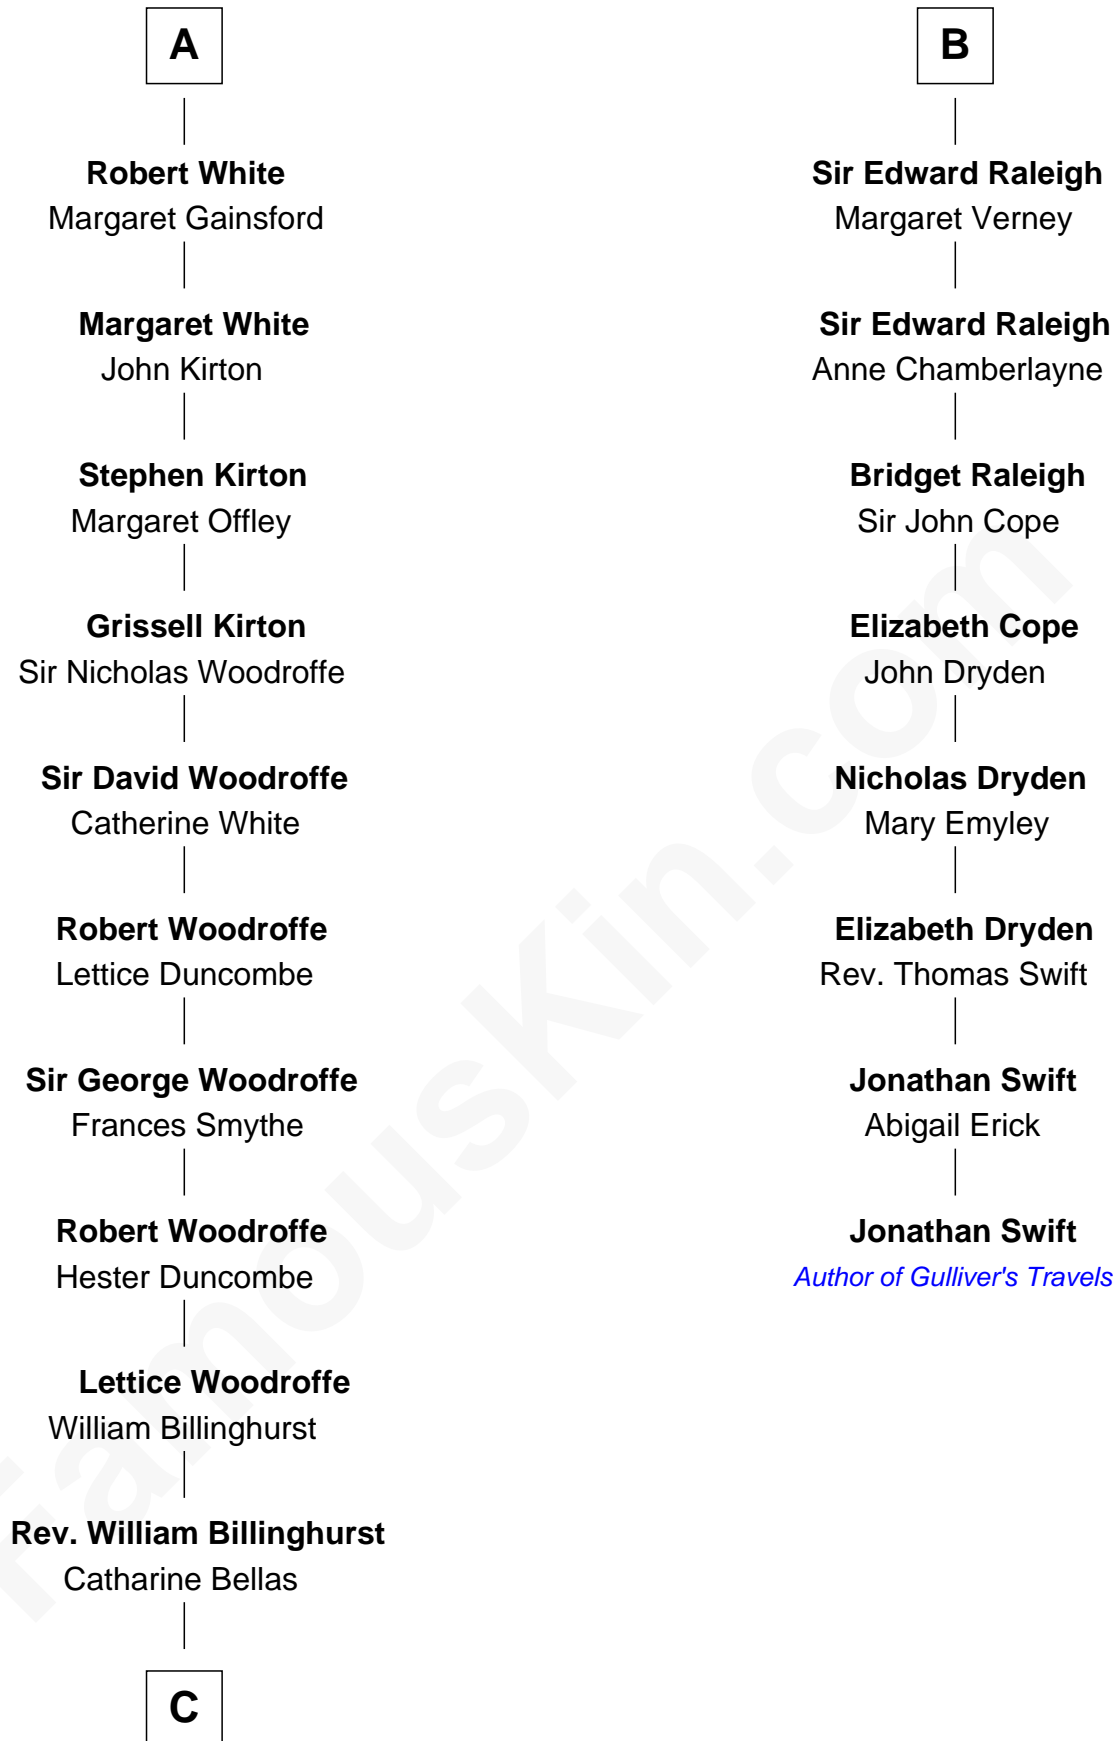 A
Robert White
Margaret Gainsford
Margaret White
John Kirton
Stephen Kirton
Margaret Offley
Grissell Kirton
Sir Nicholas Woodroffe
Sir David Woodroffe
Catherine White
Robert Woodroffe
Lettice Duncombe
Sir George Woodroffe
Frances Smythe
Robert Woodroffe
Hester Duncombe
Lettice Woodroffe
William Billinghurst
Rev. William Billinghurst
Catharine Bellas
C
B
Sir Edward Raleigh
Margaret Verney
Sir Edward Raleigh
Anne Chamberlayne
Bridget Raleigh
Sir John Cope
Elizabeth Cope
John Dryden
Nicholas Dryden
Mary Emyley
Elizabeth Dryden
Rev. Thomas Swift
Jonathan Swift
Abigail Erick
Jonathan Swift
Author of Gulliver's Travels
FamousKin.com